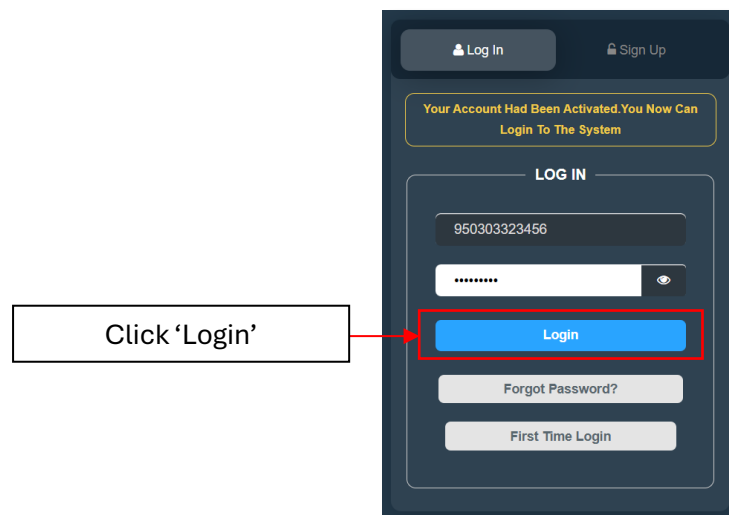 Log In
Sign Up
Your Account Had Been Activated.You Now Can
Login To The System
LOG IN
950303323456
•••••••••
Click ‘Login’
Login
Forgot Password?
First Time Login